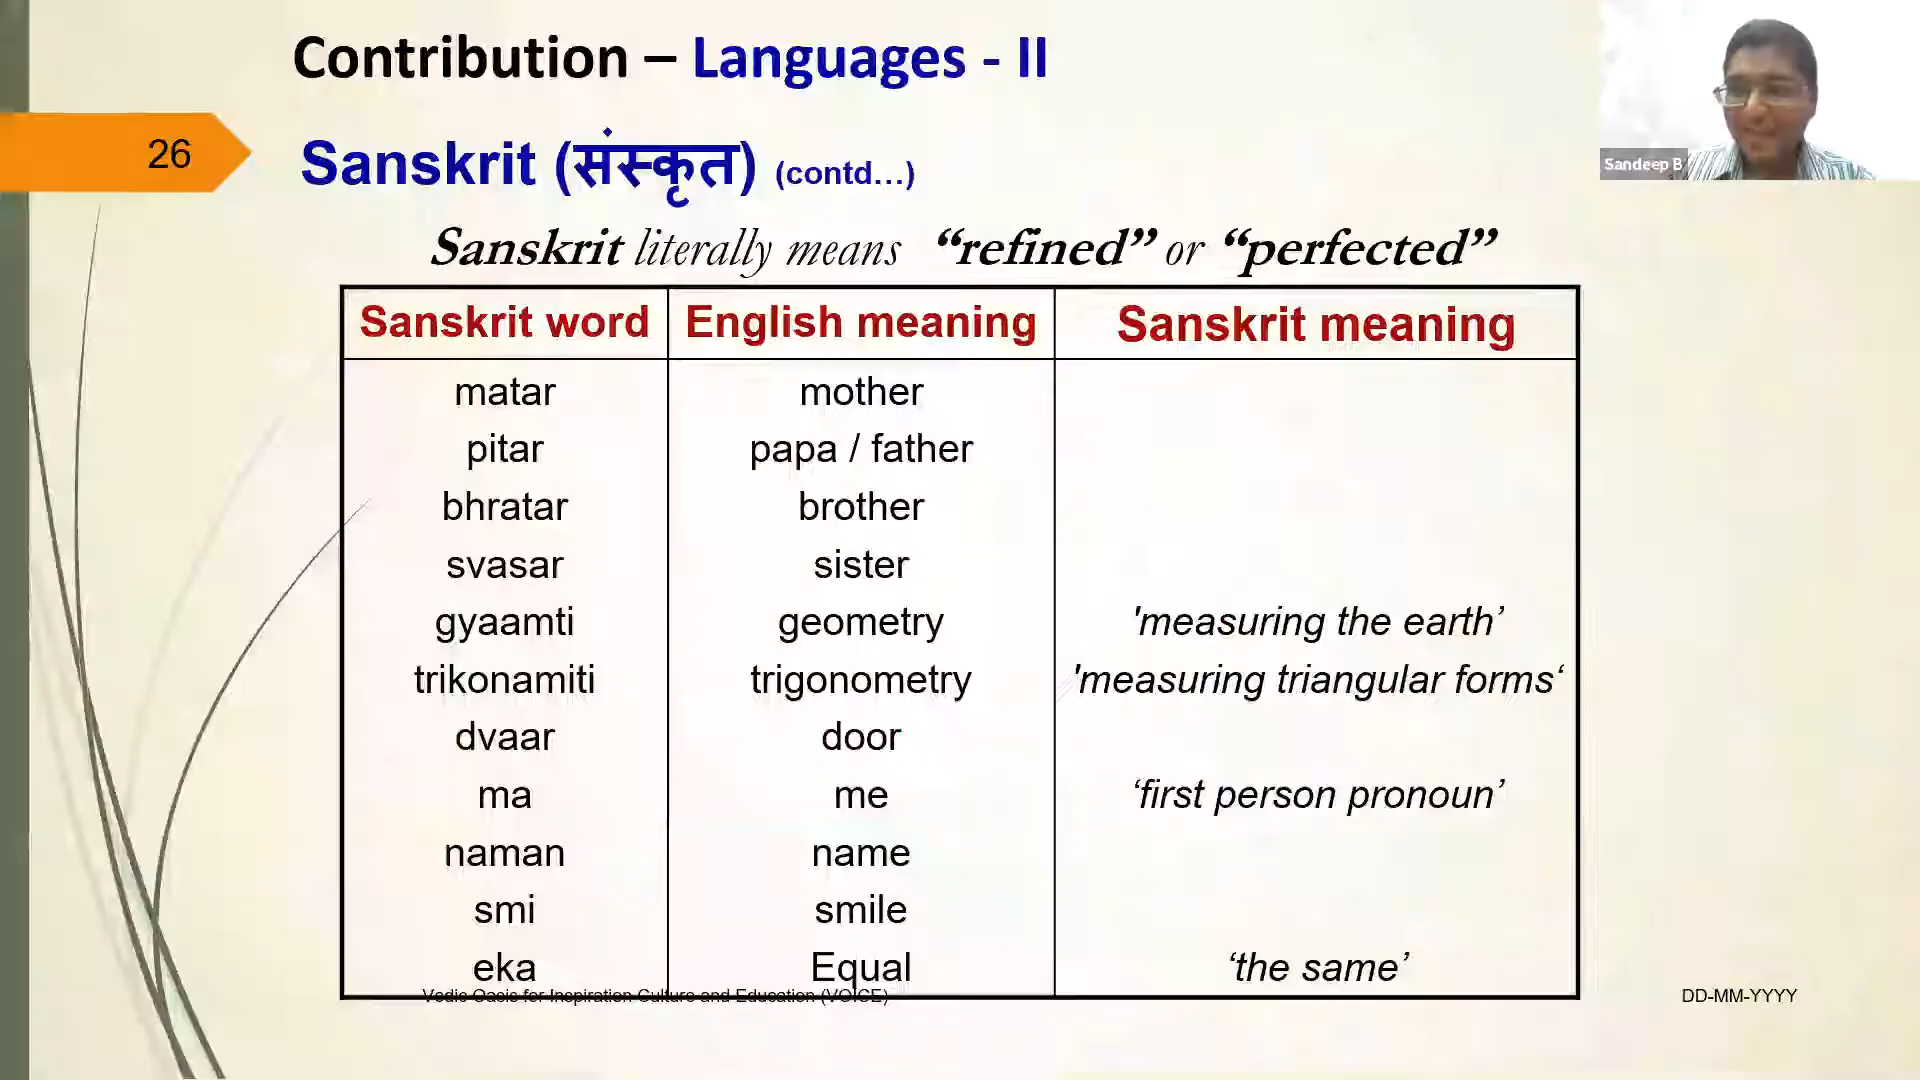 Contribution – Languages - II
26
Sanskrit (संस्कृत) (contd...)
Sanskrit literally means “refined” or “perfected”
Sanskrit word English meaning Sanskrit meaning
matar mother
pitar papa / father
bhratar brother
svasar sister
gyaamti geometry 'measuring the earth’
trikonamiti trigonometry 'measuring triangular forms‘
dvaar door
ma me ‘first person pronoun’
naman name
smi smile
eka Equal ‘the same’
Vedic Oasis for Inspiration Culture and Education (VOICE)
DD-MM-YYYY
Sandeep B